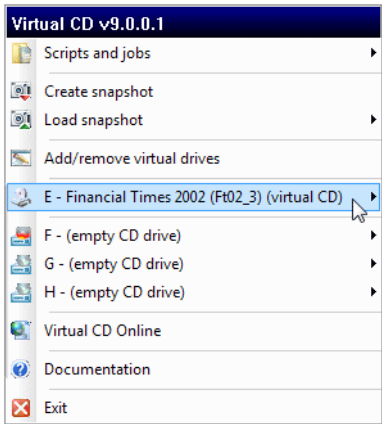 Virtual CD v9.0.0.1
Scripts and jobs
Create snapshot
Load snapshot
Add/remove virtual drives
E - Financial Times 2002 (Ft02_3) (virtual CD)
F - (empty CD drive)
G - (empty CD drive)
H - (empty CD drive)
Virtual CD Online
Documentation
Exit